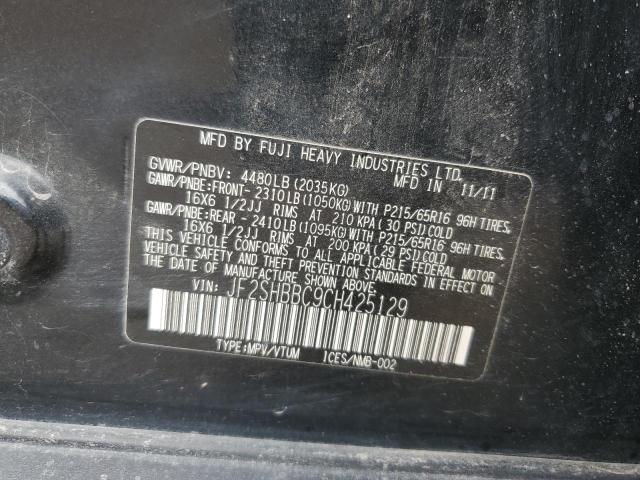 MFD BY FUJI HEAVY INDUSTRIES LTD.
GVWR/PNBV: 4480LB(2035KG) MFD IN 11/11
GAWR/PNBE:FRONT- 2310LB(1050KG)WITH P215/65R16 96H TIRES,
16X6 1/2JJ RIMS AT 210 KPA(30 PSI)COLD
GAWR/PNBE:REAR - 2410LB(1095KG)WITH P215/65R16 96H TIRES,
16X6 1/2JJ RIMS AT 200 KPA(29 PSI)COLD
THIS VEHICLE CONFORMS TO ALL APPLICABLE FEDERAL MOTOR
VEHICLE SAFETY AND THEFT PREVENTION STANDARDS IN EFFECT ON
THE DATE OF MANUFACTURE SHOWN ABOVE.
VIN: JF2SHBBC9CH425129
TYPE:MPV/VTUM ICES/NMB-002